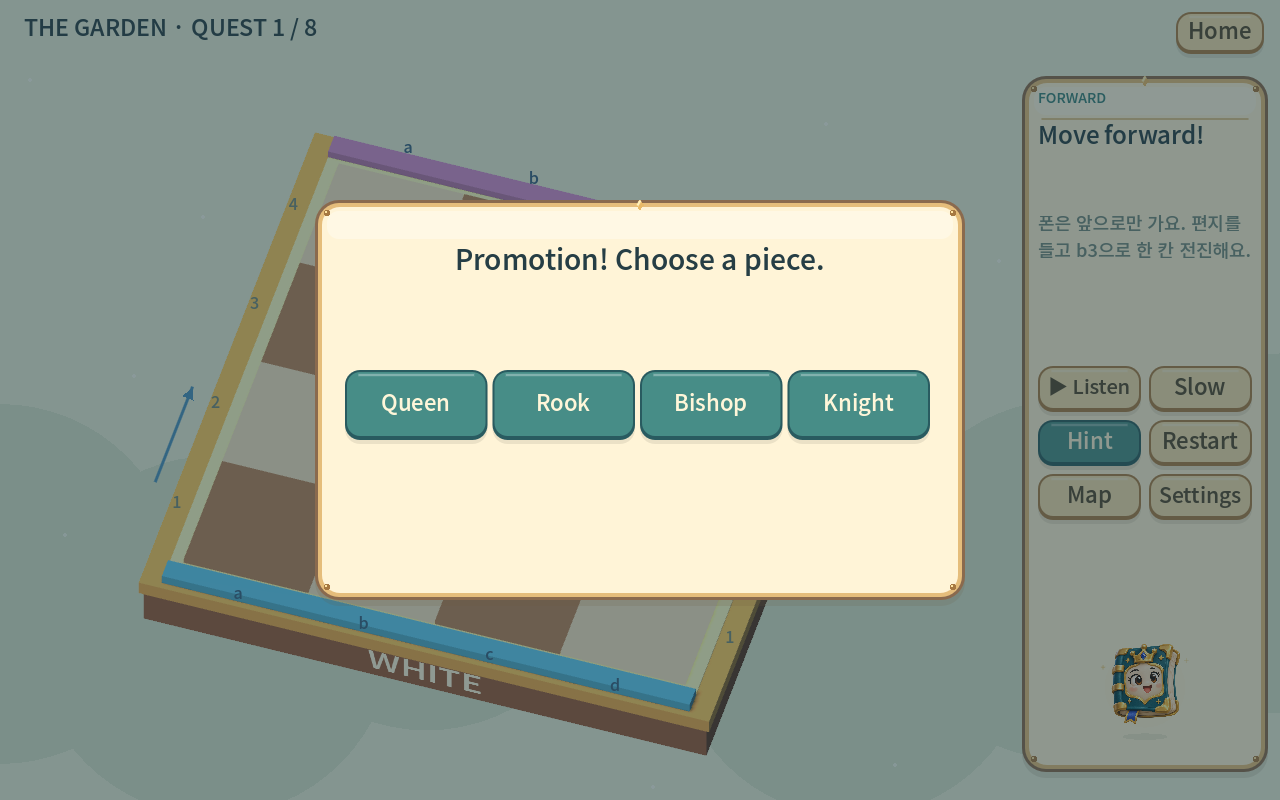 THE GARDEN · QUEST 1 / 8
Home
FORWARD
Move forward!
폰은 앞으로만 가요. 편지를
들고 b3으로 한 칸 전진해요.
▶ Listen
Slow
Hint
Restart
Map
Settings
Promotion! Choose a piece.
Queen
Rook
Bishop
Knight
a
b
4
3
2
1
a
b
c
d
1
WHITE